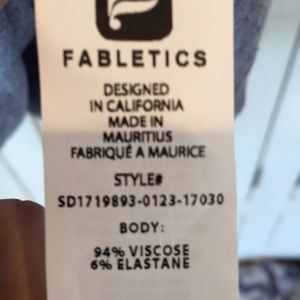 FABLETICS
DESIGNED
IN CALIFORNIA
MADE IN
MAURITIUS
FABRIQUÉ A MAURICE
STYLE#
SD1719893-0123-17030
BODY:
94% VISCOSE
6% ELASTANE